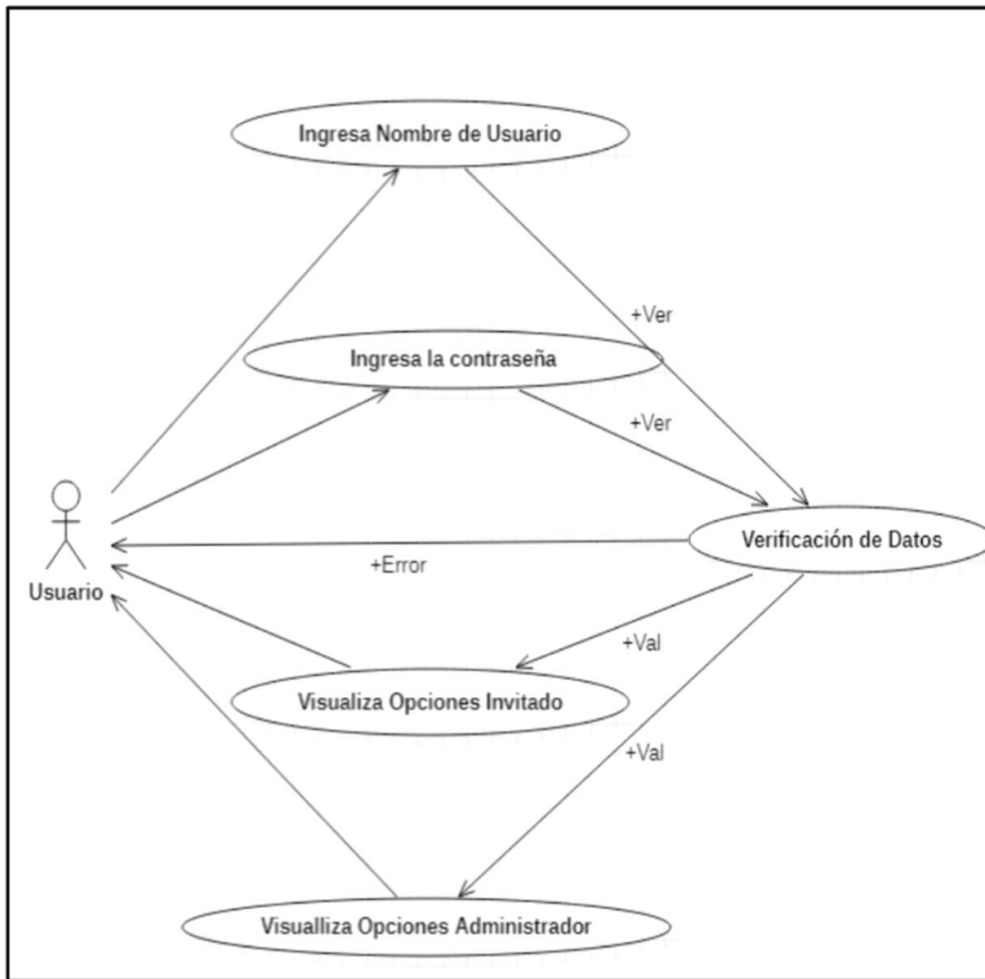 Ingresa Nombre de Usuario
+Ver
Ingresa la contraseña
+Ver
Verificación de Datos
+Error
Usuario
+Val
Visualiza Opciones Invitado
+Val
Visualliza Opciones Administrador